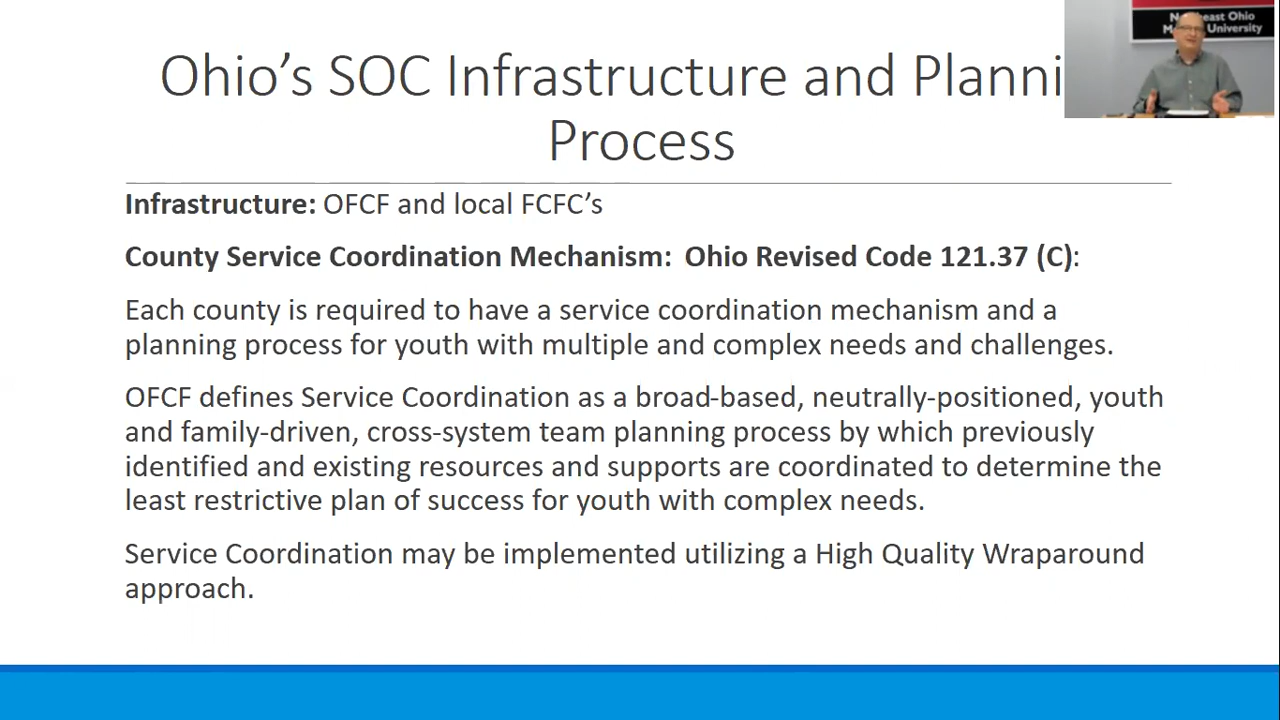 Ohio’s SOC Infrastructure and Planni
Process
Infrastructure: OFCF and local FCFC’s
County Service Coordination Mechanism:  Ohio Revised Code 121.37 (C):
Each county is required to have a service coordination mechanism and a
planning process for youth with multiple and complex needs and challenges.
OFCF defines Service Coordination as a broad-based, neutrally-positioned, youth
and family-driven, cross-system team planning process by which previously
identified and existing resources and supports are coordinated to determine the
least restrictive plan of success for youth with complex needs.
Service Coordination may be implemented utilizing a High Quality Wraparound
approach.
east Ohio
University